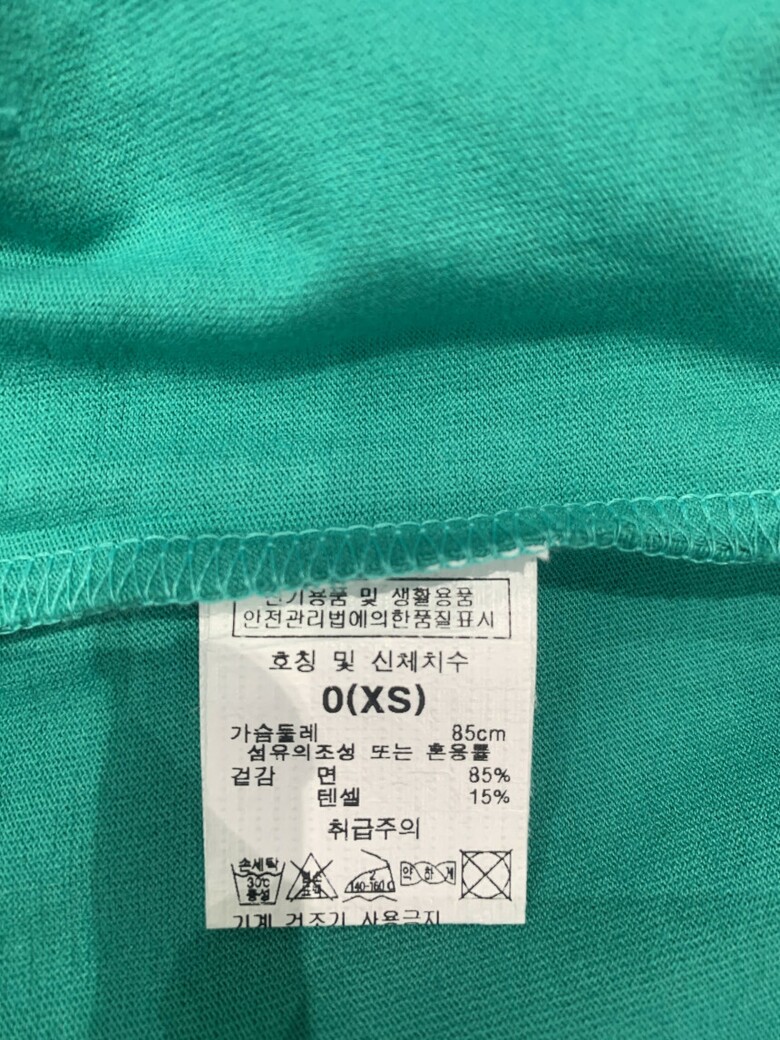 전기용품 및 생활용품
안전관리법에의한품질표시
호칭 및 신체치수
0(XS)
가슴둘레 85cm
섬유의조성 또는 혼용률
겉감 면 85%
텐셀 15%
취급주의
손세탁 30℃ 중성
2 140-160℃
약하게
기계 건조기 사용금지